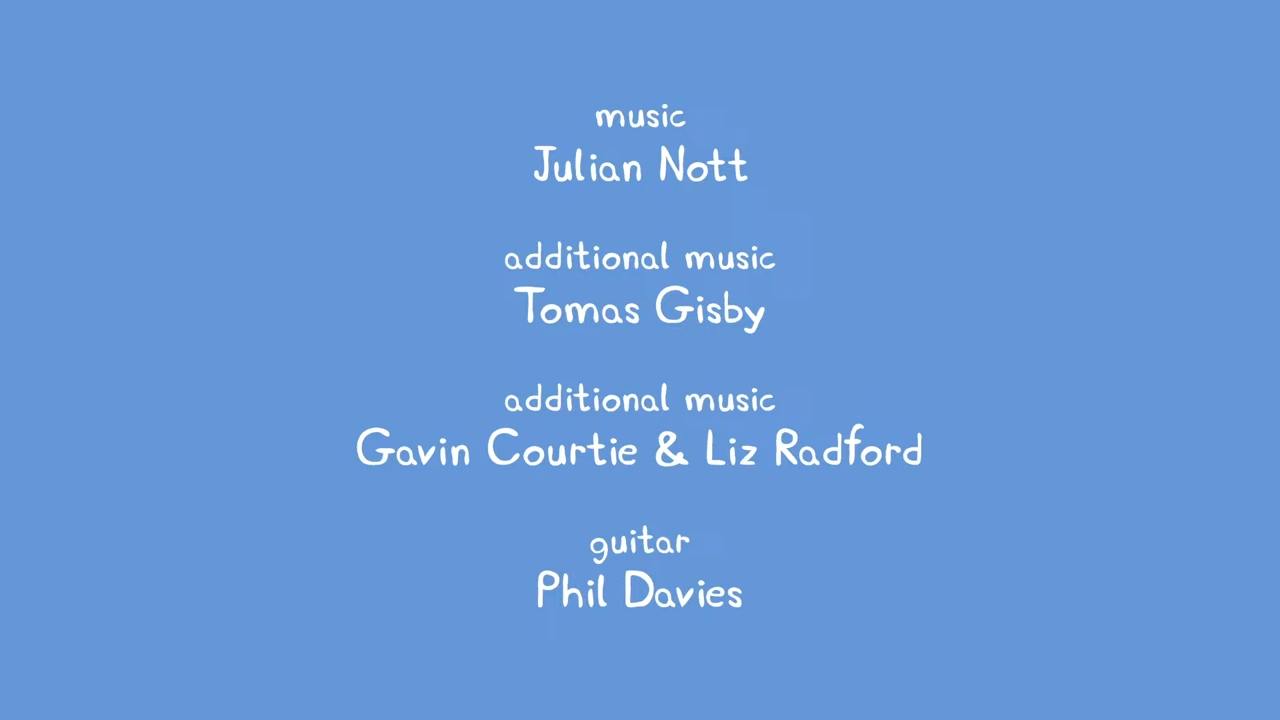 music
Julian Nott
additional music
Tomas Gisby
additional music
Gavin Courtie & Liz Radford
guitar
Phil Davies